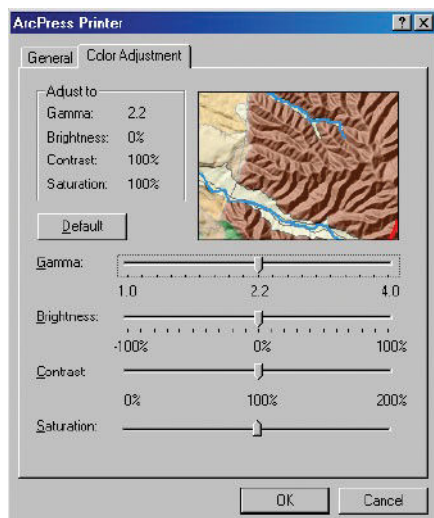 ArcPress Printer
General Color Adjustment
Adjust to
Gamma: 2.2
Brightness: 0%
Contrast: 100%
Saturation: 100%
Default
Gamma:
1.0 2.2 4.0
Brightness:
-100% 0% 100%
Contrast
0% 100% 200%
Saturation:
OK Cancel